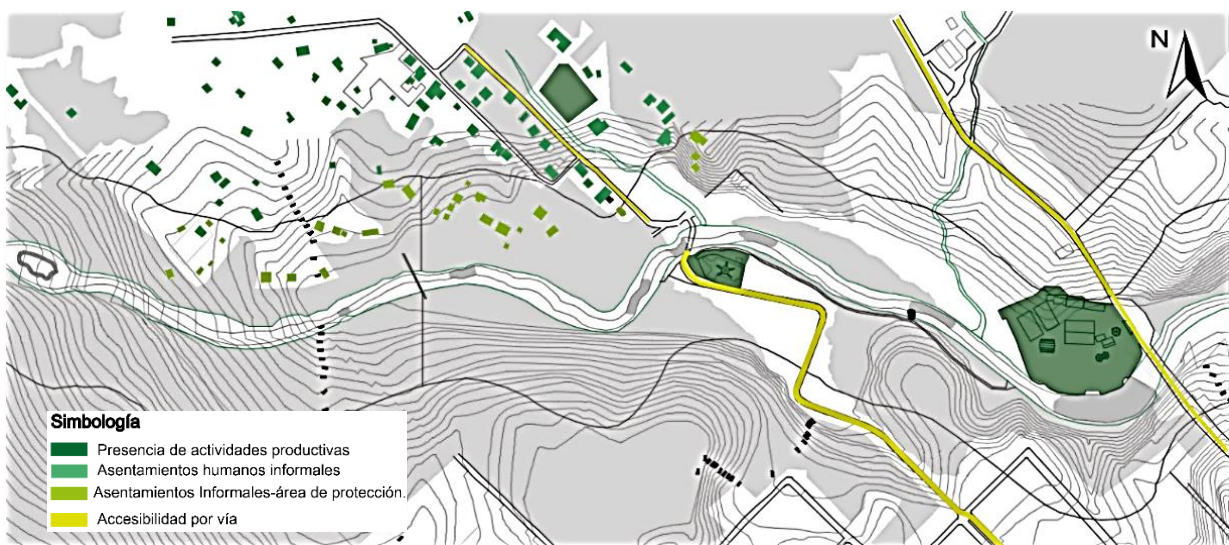 N
Simbología
Presencia de actividades productivas
Asentamientos humanos informales
Asentamientos Informales-área de protección.
Accesibilidad por vía